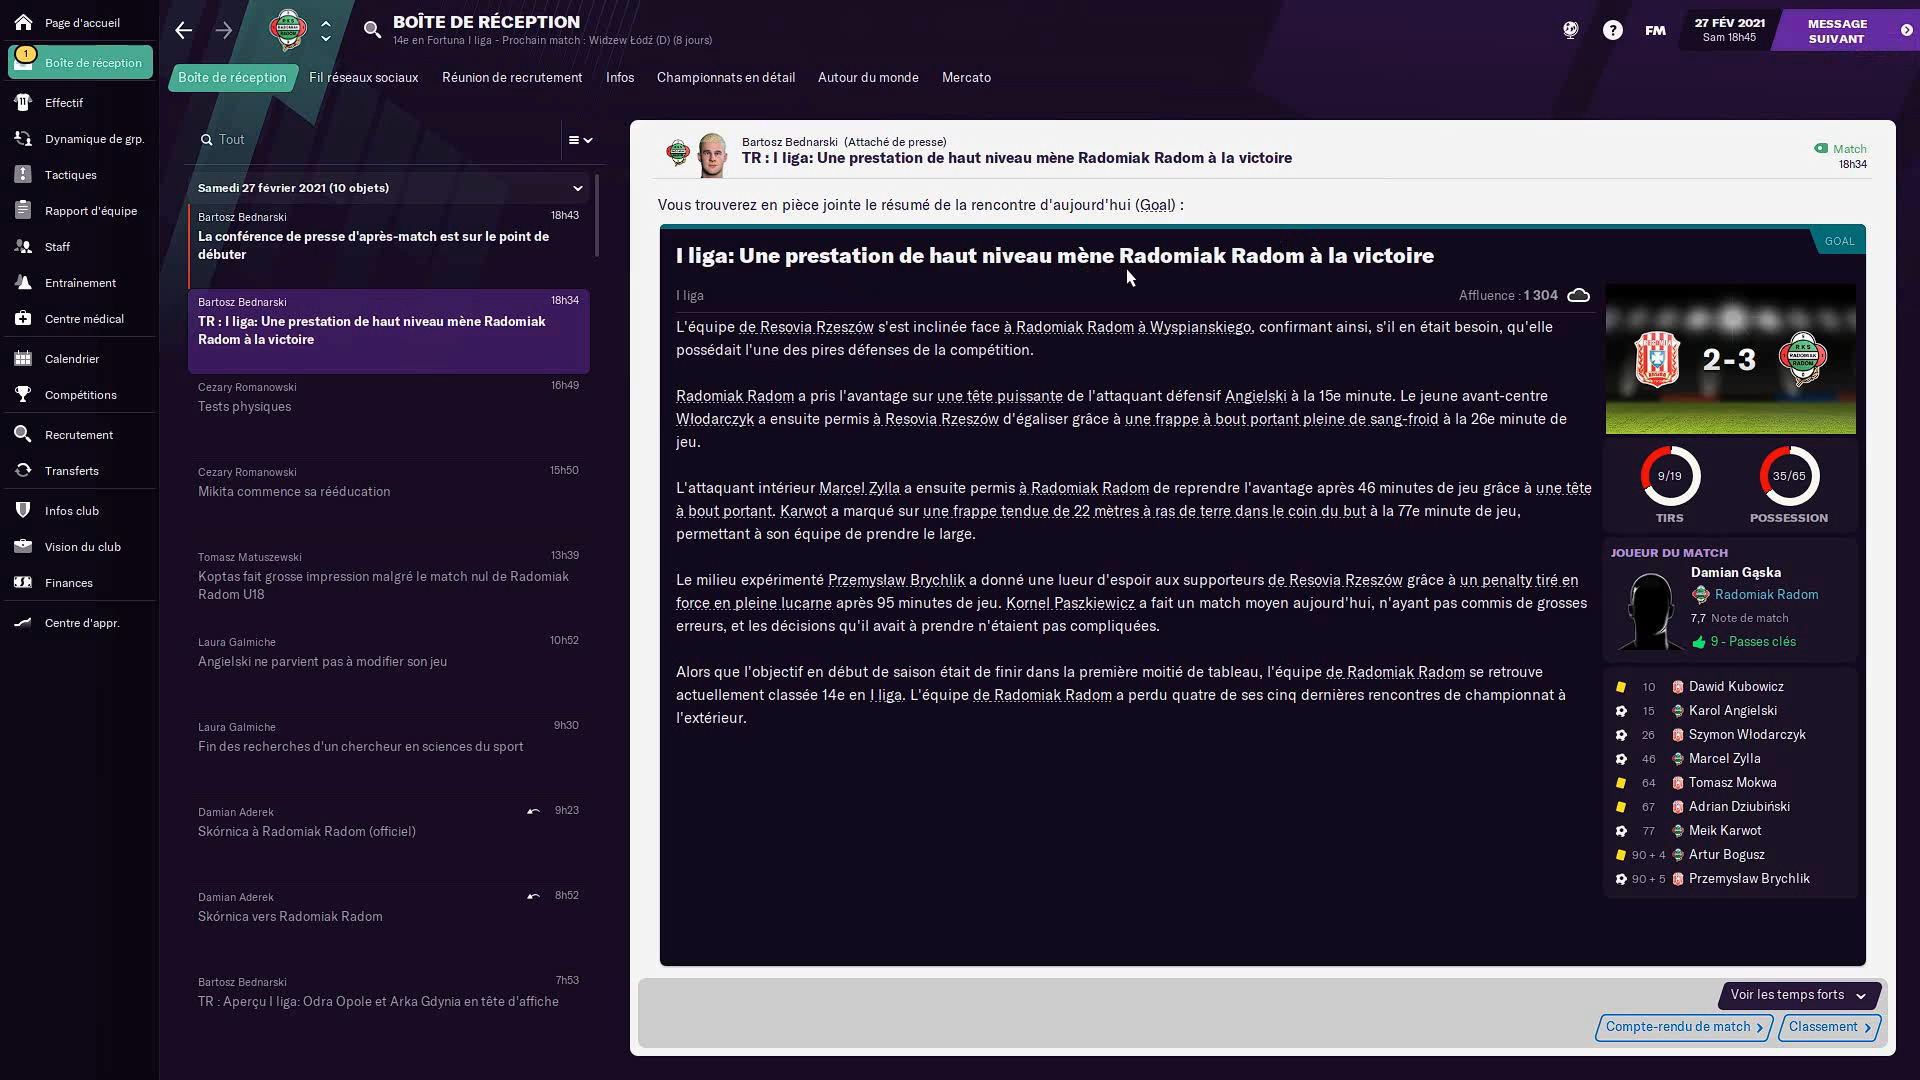 Page d'accueil
1
Boîte de réception
Effectif
Dynamique de grp.
Tactiques
Rapport d'équipe
Staff
Entraînement
Centre médical
Calendrier
Compétitions
Recrutement
Transferts
Infos club
Vision du club
Finances
Centre d'appr.
BOÎTE DE RÉCEPTION
14e en Fortuna I liga - Prochain match : Widzew Łódź (D) (8 jours)
FM
27 FÉV 2021
Sam 18h45
MESSAGE
SUIVANT
Boîte de réception
Fil réseaux sociaux
Réunion de recrutement
Infos
Championnats en détail
Autour du monde
Mercato
Tout
Samedi 27 février 2021 (10 objets)
Bartosz Bednarski 18h43
La conférence de presse d'après-match est sur le point de
débuter
Bartosz Bednarski 18h34
TR : I liga: Une prestation de haut niveau mène Radomiak
Radom à la victoire
Cezary Romanowski 16h49
Tests physiques
Cezary Romanowski 15h50
Mikita commence sa rééducation
Tomasz Matuszewski 13h39
Koptas fait grosse impression malgré le match nul de Radomiak
Radom U18
Laura Galmiche 10h52
Angielski ne parvient pas à modifier son jeu
Laura Galmiche 9h30
Fin des recherches d'un chercheur en sciences du sport
Damian Aderek 9h23
Skórnica à Radomiak Radom (officiel)
Damian Aderek 8h52
Skórnica vers Radomiak Radom
Bartosz Bednarski 7h53
TR : Aperçu I liga: Odra Opole et Arka Gdynia en tête d'affiche
Bartosz Bednarski (Attaché de presse)
TR : I liga: Une prestation de haut niveau mène Radomiak Radom à la victoire
Match
18h34
Vous trouverez en pièce jointe le résumé de la rencontre d'aujourd'hui (Goal) :
GOAL
I liga: Une prestation de haut niveau mène Radomiak Radom à la victoire
I liga
Affluence : 1 304
L'équipe de Resovia Rzeszów s'est inclinée face à Radomiak Radom à Wyspianskiego, confirmant ainsi, s'il en était besoin, qu'elle
possédait l'une des pires défenses de la compétition.
Radomiak Radom a pris l'avantage sur une tête puissante de l'attaquant défensif Angielski à la 15e minute. Le jeune avant-centre
Włodarczyk a ensuite permis à Resovia Rzeszów d'égaliser grâce à une frappe à bout portant pleine de sang-froid à la 26e minute de
jeu.
L'attaquant intérieur Marcel Zylla a ensuite permis à Radomiak Radom de reprendre l'avantage après 46 minutes de jeu grâce à une tête
à bout portant. Karwot a marqué sur une frappe tendue de 22 mètres à ras de terre dans le coin du but à la 77e minute de jeu,
permettant à son équipe de prendre le large.
Le milieu expérimenté Przemysław Brychlik a donné une lueur d'espoir aux supporteurs de Resovia Rzeszów grâce à un penalty tiré en
force en pleine lucarne après 95 minutes de jeu. Kornel Paszkiewicz a fait un match moyen aujourd'hui, n'ayant pas commis de grosses
erreurs, et les décisions qu'il avait à prendre n'étaient pas compliquées.
Alors que l'objectif en début de saison était de finir dans la première moitié de tableau, l'équipe de Radomiak Radom se retrouve
actuellement classée 14e en I liga. L'équipe de Radomiak Radom a perdu quatre de ses cinq dernières rencontres de championnat à
l'extérieur.
2-3
9/19
TIRS
35/65
POSSESSION
JOUEUR DU MATCH
Damian Gąska
Radomiak Radom
7,7 Note de match
9 - Passes clés
10 Dawid Kubowicz
15 Karol Angielski
26 Szymon Włodarczyk
46 Marcel Zylla
64 Tomasz Mokwa
67 Adrian Dziubiński
77 Meik Karwot
90 + 4 Artur Bogusz
90 + 5 Przemysław Brychlik
Voir les temps forts
Compte-rendu de match
Classement